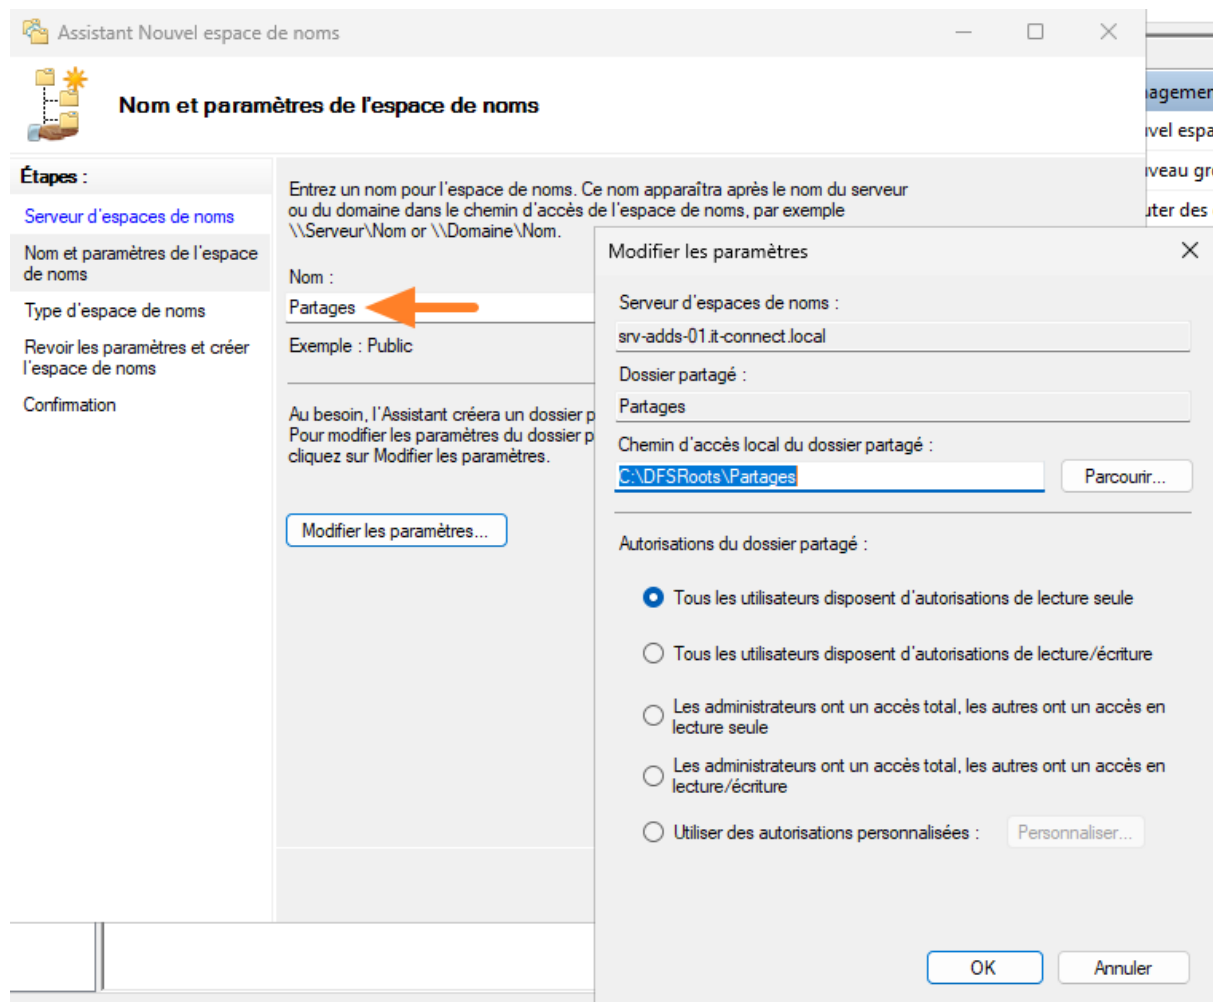 Assistant Nouvel espace de noms
Nom et paramètres de l'espace de noms
Étapes :
Serveur d'espaces de noms
Nom et paramètres de l'espace
de noms
Type d'espace de noms
Revoir les paramètres et créer
l'espace de noms
Confirmation
Entrez un nom pour l'espace de noms. Ce nom apparaîtra après le nom du serveur
ou du domaine dans le chemin d'accès de l'espace de noms, par exemple
\\Serveur\Nom or \\Domaine\Nom.
Nom :
Partages
Exemple : Public
Au besoin, l'Assistant créera un dossier p
Pour modifier les paramètres du dossier p
cliquez sur Modifier les paramètres.
Modifier les paramètres...
Modifier les paramètres
Serveur d'espaces de noms :
srv-adds-01.it-connect.local
Dossier partagé :
Partages
Chemin d'accès local du dossier partagé :
C:\DFSRoots\Partages
Parcourir...
Autorisations du dossier partagé :
Tous les utilisateurs disposent d'autorisations de lecture seule
Tous les utilisateurs disposent d'autorisations de lecture/écriture
Les administrateurs ont un accès total, les autres ont un accès en
lecture seule
Les administrateurs ont un accès total, les autres ont un accès en
lecture/écriture
Utiliser des autorisations personnalisées :
Personnaliser...
OK
Annuler
agemen
vel espa
veau gr
ter des